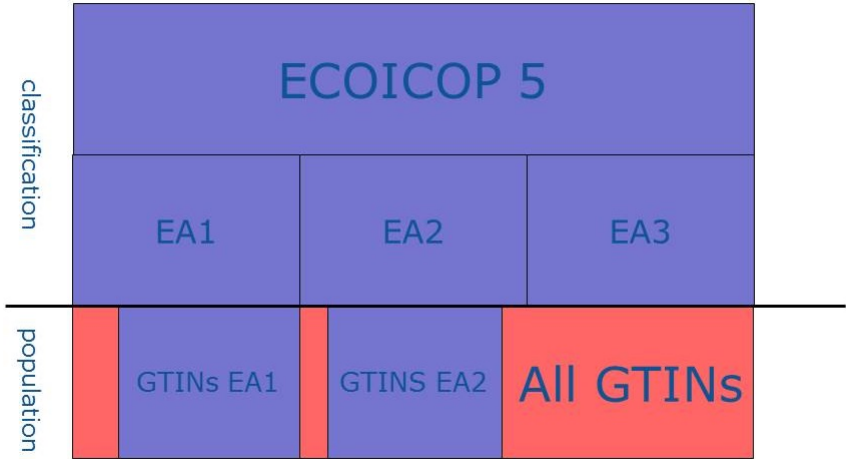 classification
ECOICOP 5
EA1
EA2
EA3
population
GTINs EA1
GTINS EA2
All GTINs